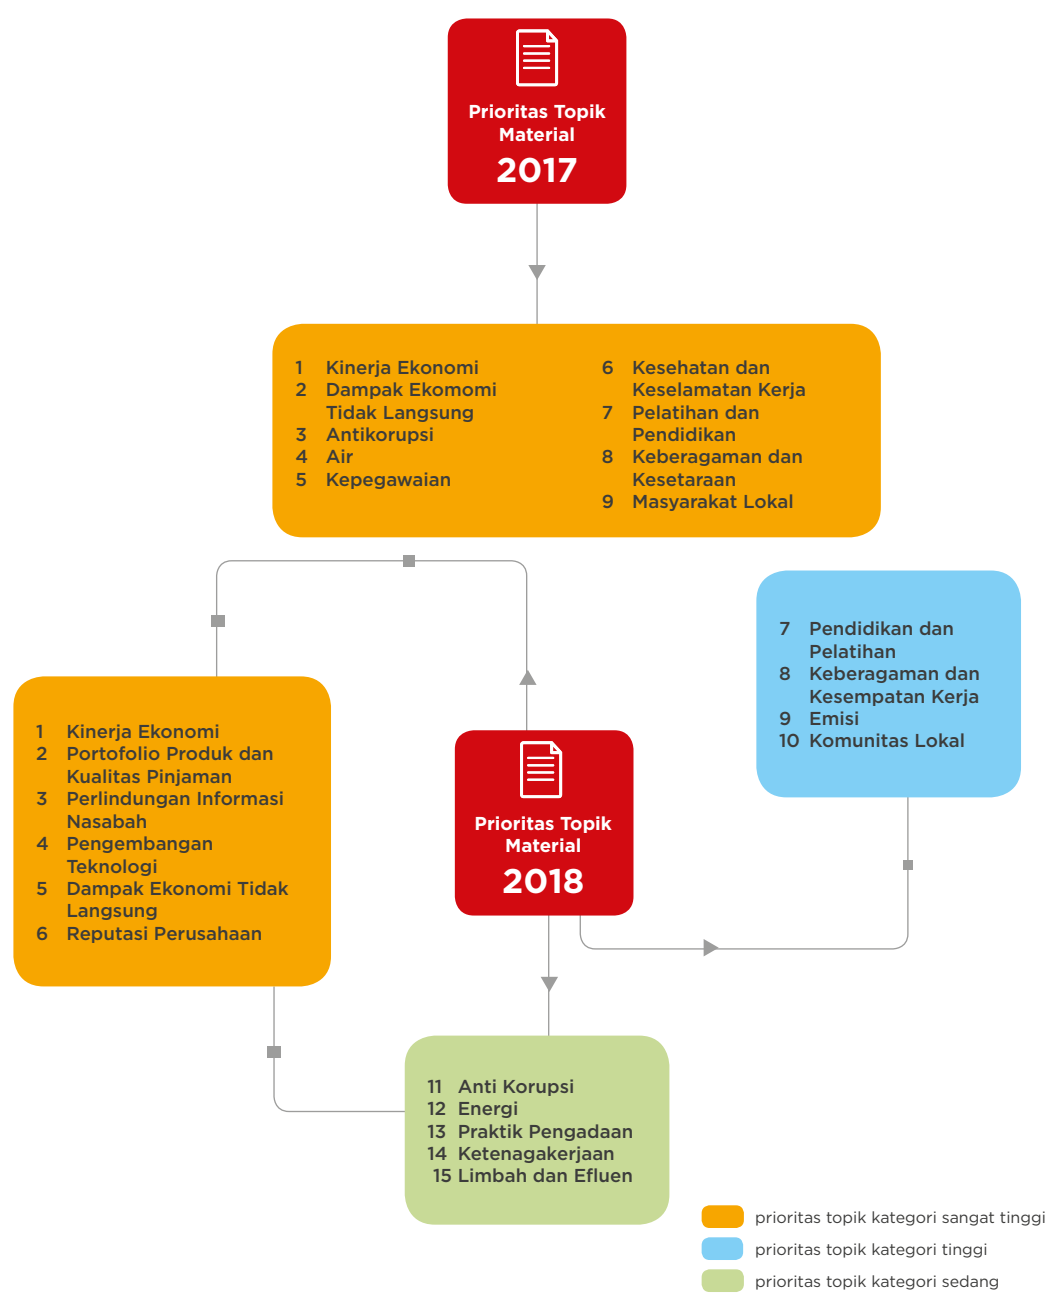 Prioritas Topik
Material
2017
1 Kinerja Ekonomi
2 Dampak Ekomomi
Tidak Langsung
3 Antikorupsi
4 Air
5 Kepegawaian
6 Kesehatan dan
Keselamatan Kerja
7 Pelatihan dan
Pendidikan
8 Keberagaman dan
Kesetaraan
9 Masyarakat Lokal
1 Kinerja Ekonomi
2 Portofolio Produk dan
Kualitas Pinjaman
3 Perlindungan Informasi
Nasabah
4 Pengembangan
Teknologi
5 Dampak Ekonomi Tidak
Langsung
6 Reputasi Perusahaan
Prioritas Topik
Material
2018
7 Pendidikan dan
Pelatihan
8 Keberagaman dan
Kesempatan Kerja
9 Emisi
10 Komunitas Lokal
11 Anti Korupsi
12 Energi
13 Praktik Pengadaan
14 Ketenagakerjaan
15 Limbah dan Efluen
prioritas topik kategori sangat tinggi
prioritas topik kategori tinggi
prioritas topik kategori sedang